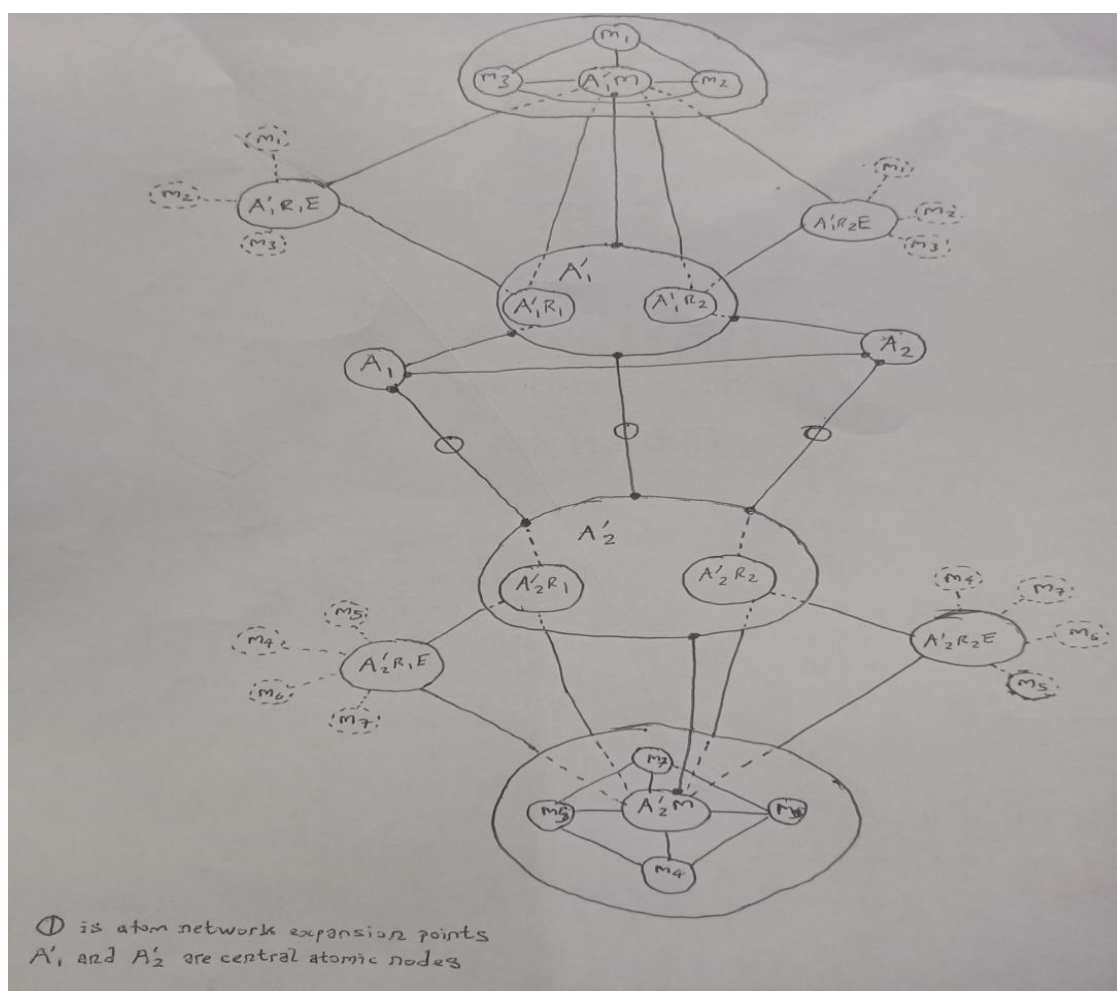 m₁
m₃ A'₁M m₂
m₁
m₂ A'₁R₁E
m₃
m₁
A'₁R₂E m₂
m₃
A'₁
A'₁R₁ A'₁R₂
A₁ A₂
A'₂
A'₂R₁ A'₂R₂
m₅
m₄ A'₂R₁E
m₆
m₇
m₄ m₇
A'₂R₂E m₆
m₅
m₇
m₅ A'₂M m₆
m₄
⦶ is atom network expansion points
A'₁ and A'₂ are central atomic nodes